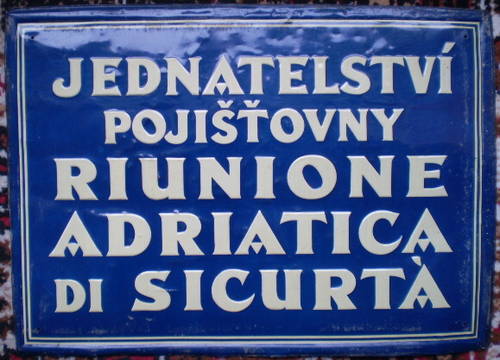 JEDNATELSTVÍ
POJIŠŤOVNY
RIUNIONE
ADRIATICA
DI SICURTÀ